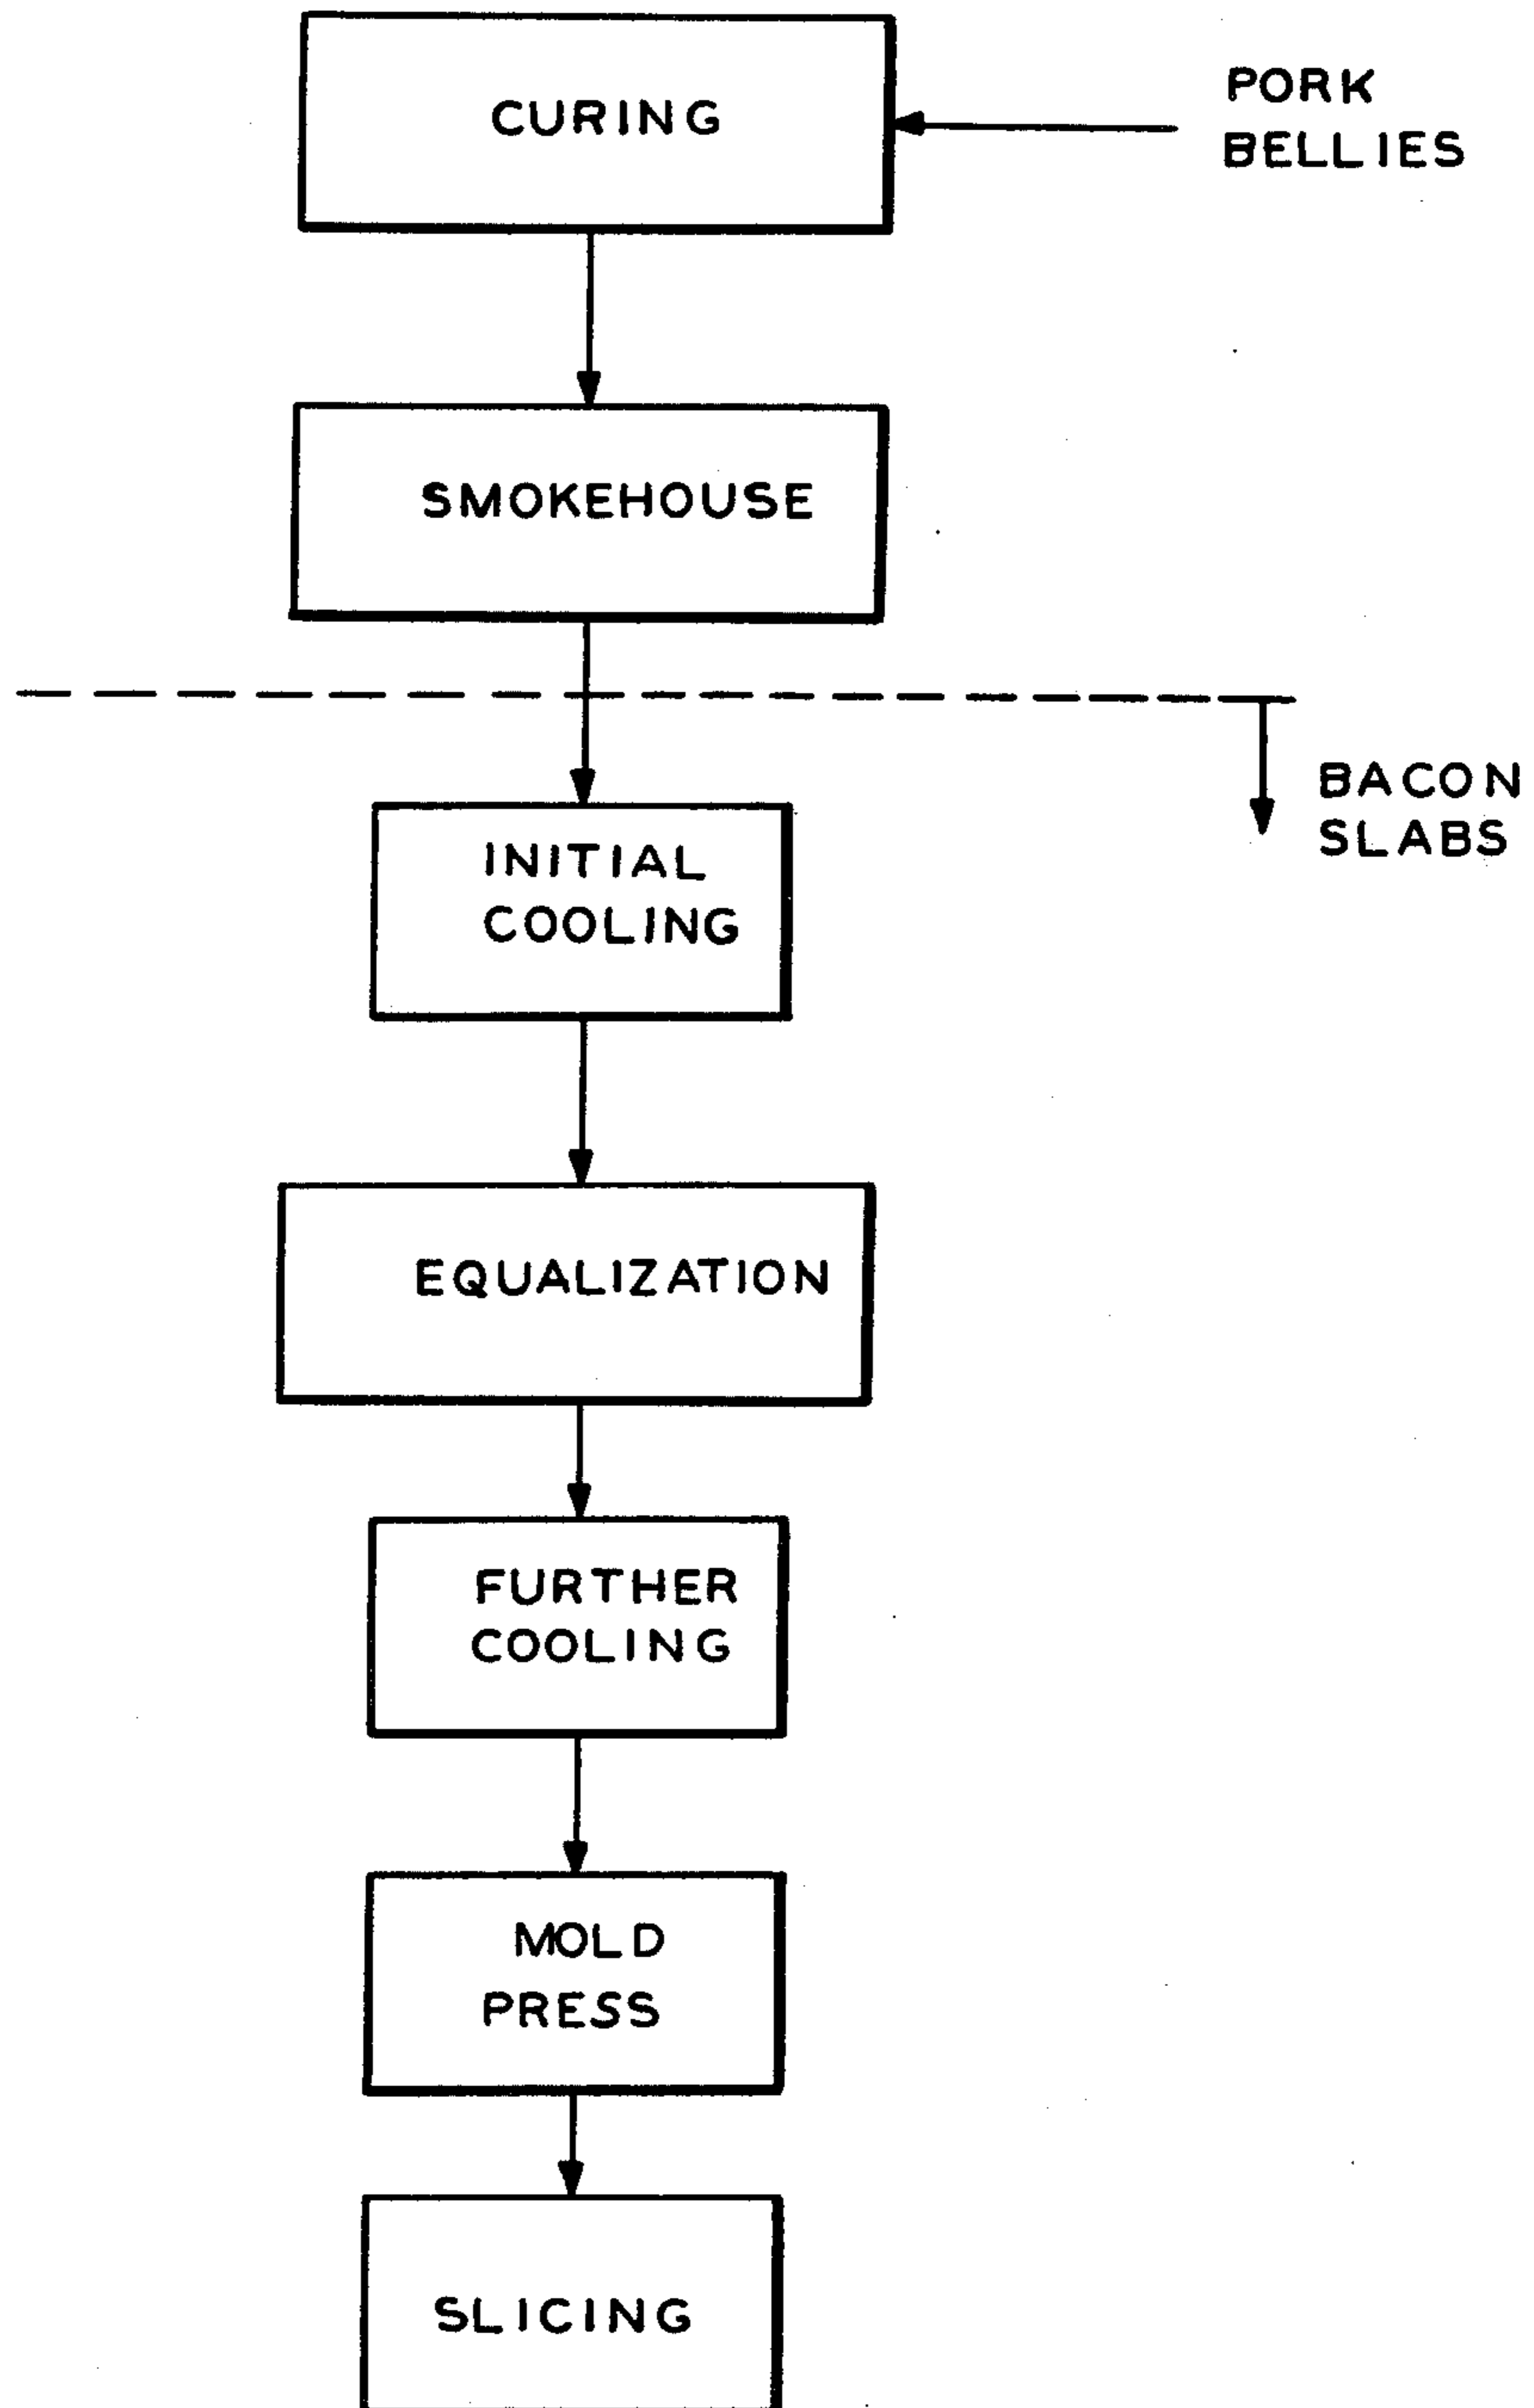 CURING
PORK
BELLIES
SMOKEHOUSE
BACON
SLABS
INITIAL
COOLING
EQUALIZATION
FURTHER
COOLING
MOLD
PRESS
SLICING